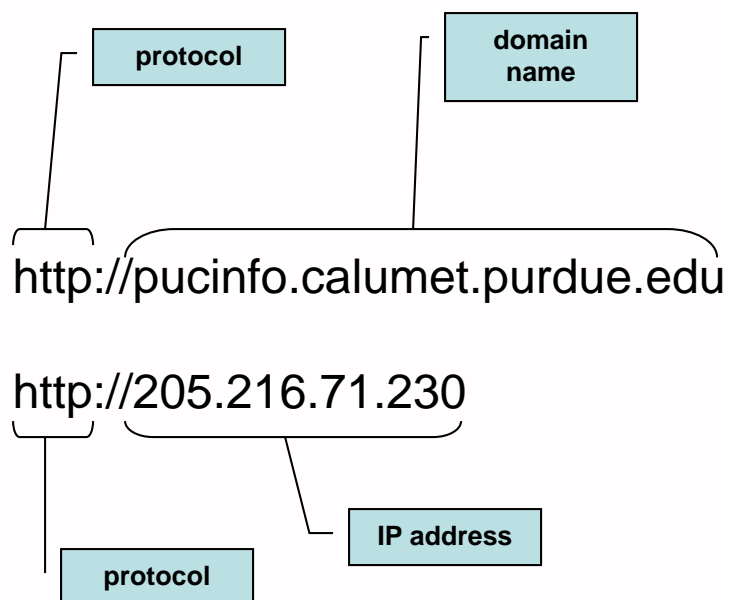 protocol
domain
name
http://pucinfo.calumet.purdue.edu
http://205.216.71.230
IP address
protocol